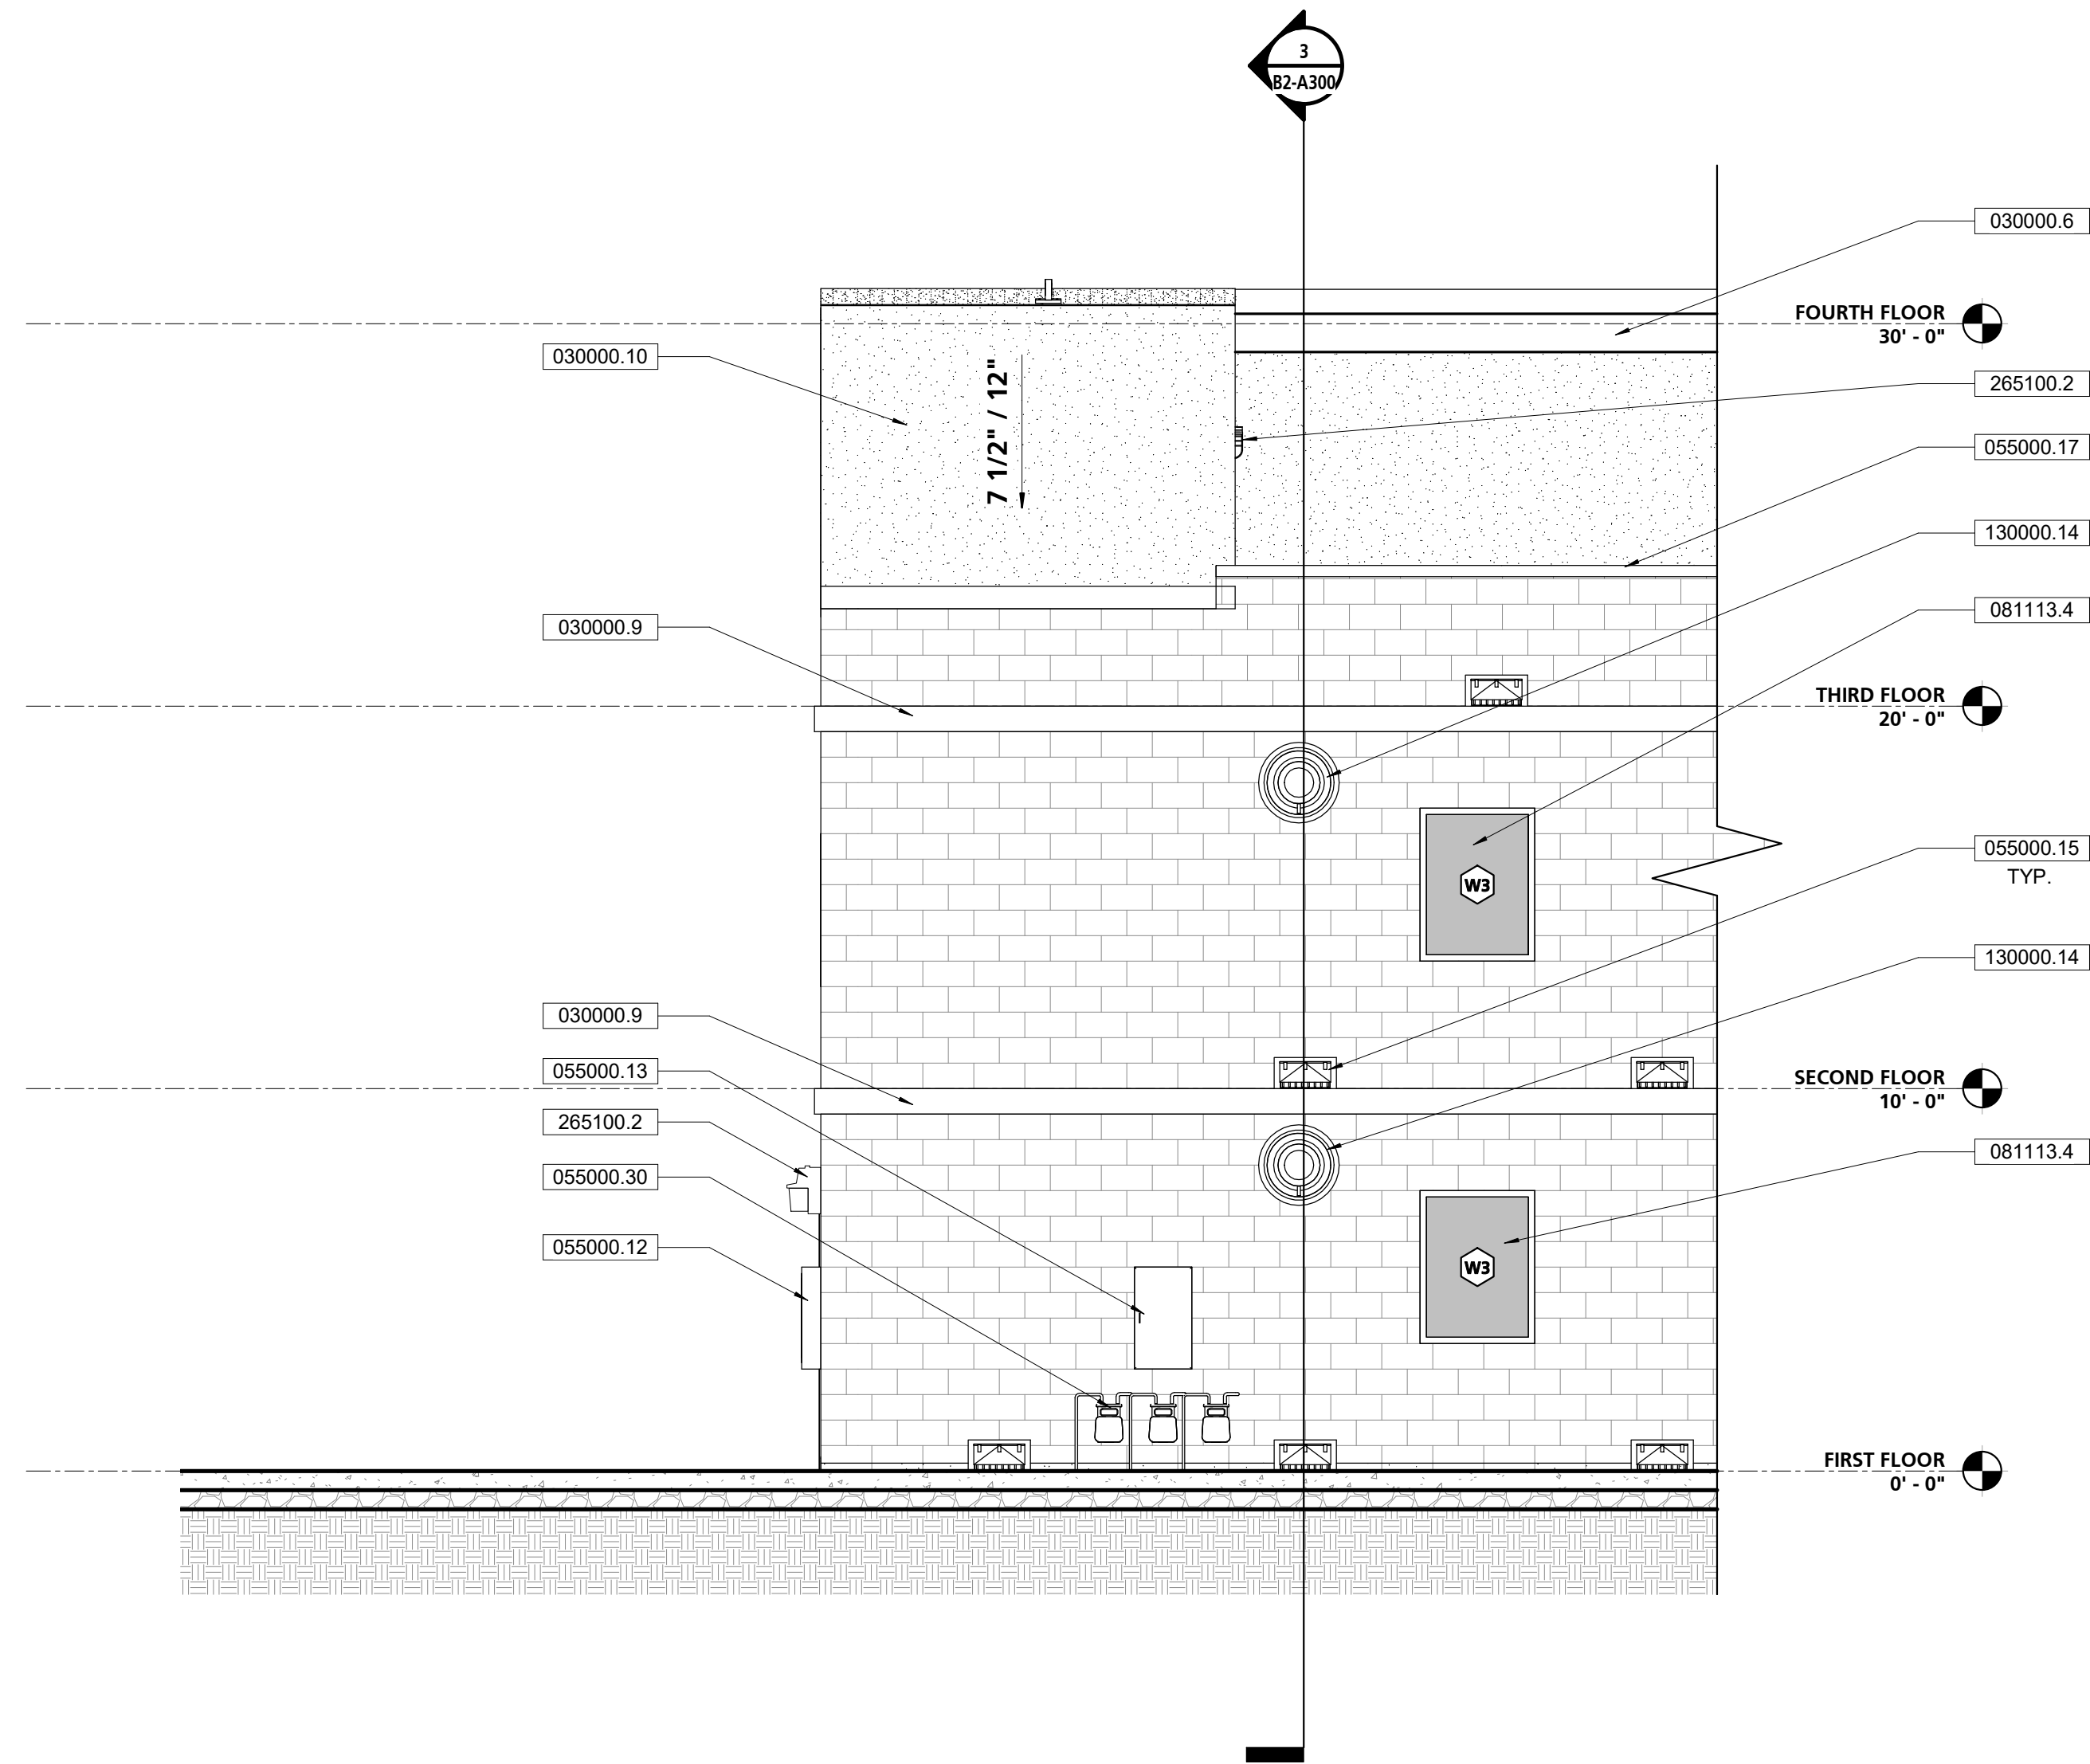 3
B2-A300
030000.6
FOURTH FLOOR
30' - 0"
030000.10
7 1/2" / 12"
265100.2
055000.17
130000.14
081113.4
030000.9
THIRD FLOOR
20' - 0"
055000.15
TYP.
W3
130000.14
030000.9
055000.13
SECOND FLOOR
10' - 0"
265100.2
081113.4
055000.30
055000.12
W3
FIRST FLOOR
0' - 0"